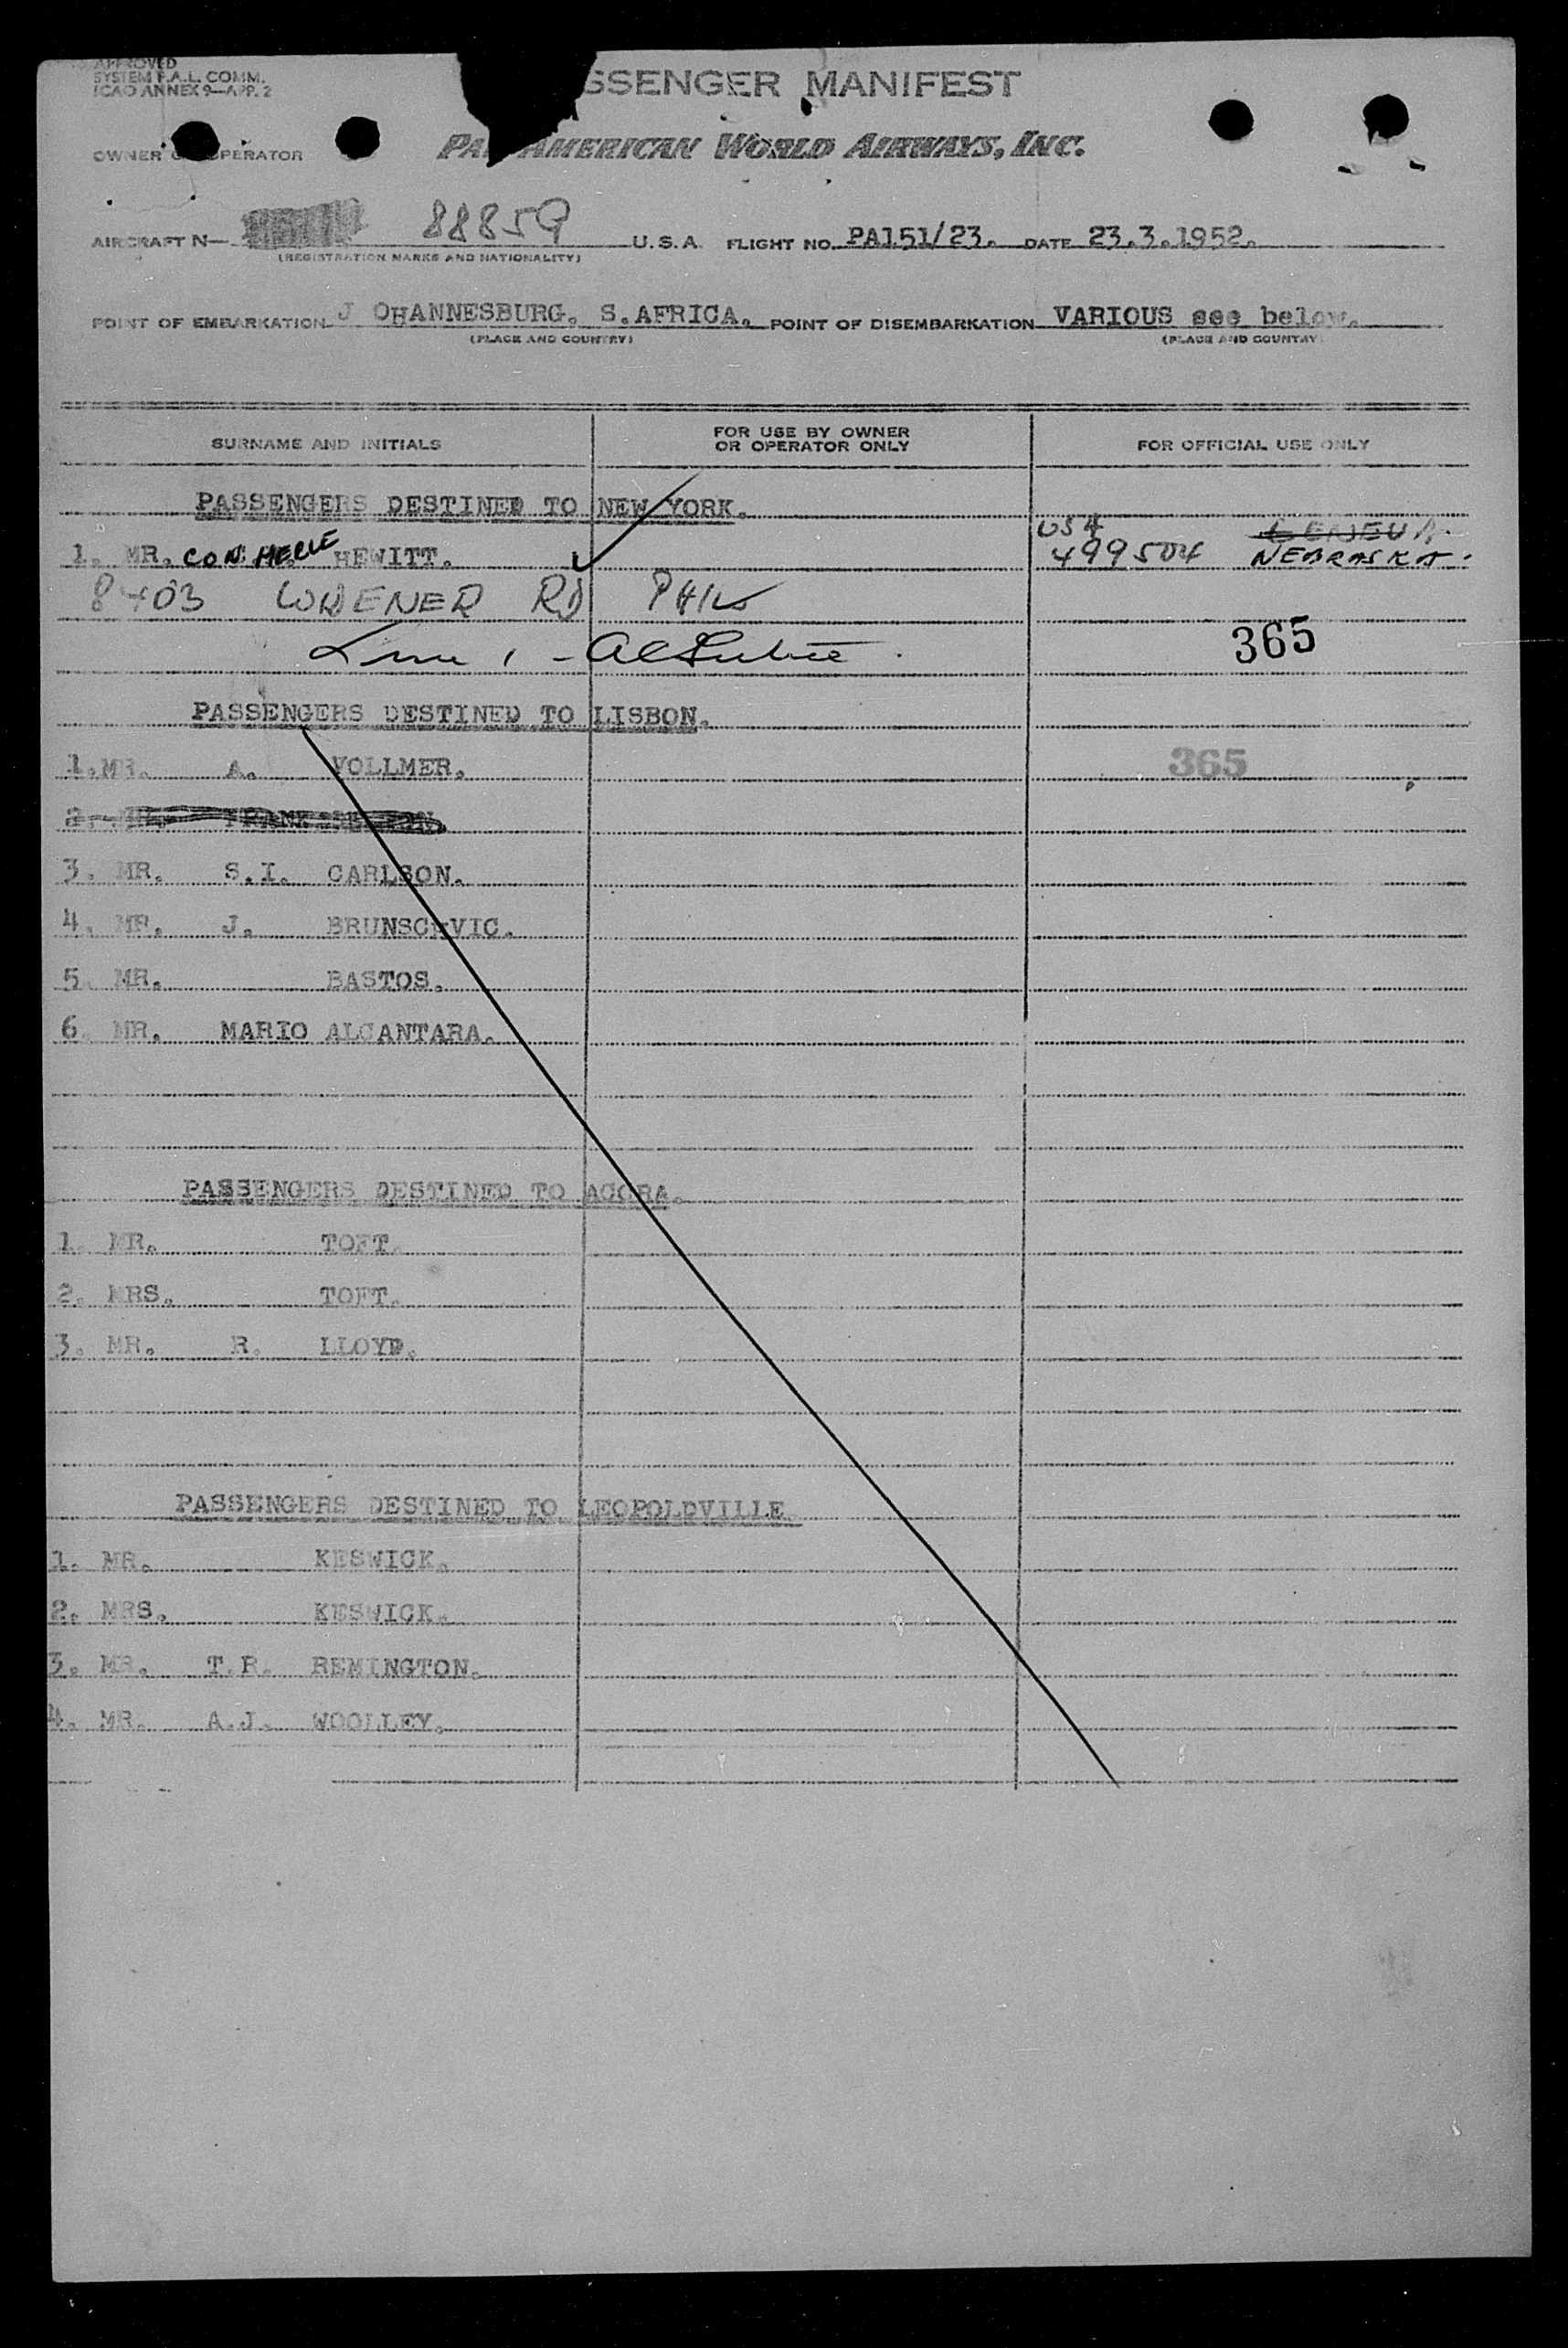 APPROVED
SYSTEM F.A.L. COMM.
ICAO ANNEX 9—APP. 2
SSENGER MANIFEST
OWNER OPERATOR
AMERICAN WORLD AIRWAYS, INC.
AIRCRAFT N— 88859 U.S.A. FLIGHT NO. PA151/23. DATE 23.3.1952.
(REGISTRATION MARKS AND NATIONALITY)
POINT OF EMBARKATION J OHANNESBURG. S.AFRICA. POINT OF DISEMBARKATION VARIOUS see below.
(PLACE AND COUNTRY) (PLACE AND COUNTRY)
SURNAME AND INITIALS FOR USE BY OWNER OR OPERATOR ONLY FOR OFFICIAL USE ONLY
PASSENGERS DESTINED TO NEW YORK.
USA GENEVA.
1. MR. HEWITT. 499504 NEBRASKA.
8403 RD
365
PASSENGERS DESTINED TO LISBON.
1. MR. A. VOLLMER. 365
2. MR. FRANK
3. MR. S.I. CARLSON.
4. MR. J. BRUNSCHVIC.
5. MR. BASTOS.
6. MR. MARIO ALCANTARA.
PASSENGERS DESTINED TO ACCRA.
1. MR. TOFT.
2. MRS. TOFT.
3. MR. R. LLOYD.
PASSENGERS DESTINED TO LEOPOLDVILLE
1. MR. KESWICK.
2. MRS. KESWICK.
3. MR. T.R. REMINGTON.
4. MR. A.J. WOOLLEY.